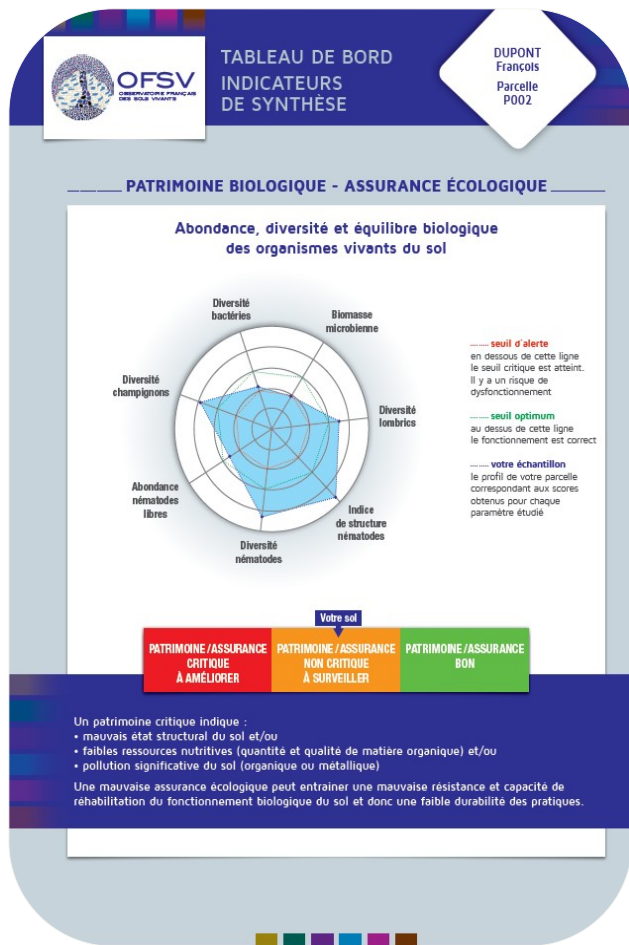 OFSV
OBSERVATOIRE FRANÇAIS
DES SOLS VIVANTS
TABLEAU DE BORD
INDICATEURS
DE SYNTHÈSE
DUPONT
François
Parcelle
P002
PATRIMOINE BIOLOGIQUE - ASSURANCE ÉCOLOGIQUE
Abondance, diversité et équilibre biologique
des organismes vivants du sol
Diversité
bactéries
Biomasse
microbienne
Diversité
champignons
Diversité
lombrics
Abondance
nématodes
libres
Indice
de structure
nématodes
Diversité
nématodes
seuil d'alerte
en dessous de cette ligne
le seuil critique est atteint.
Il y a un risque de
dysfonctionnement
seuil optimum
au dessus de cette ligne
le fonctionnement est correct
votre échantillon
le profil de votre parcelle
correspondant aux scores
obtenus pour chaque
paramètre étudié
Votre sol
PATRIMOINE/ASSURANCE
CRITIQUE
À AMÉLIORER
PATRIMOINE/ASSURANCE
NON CRITIQUE
À SURVEILLER
PATRIMOINE/ASSURANCE
BON
Un patrimoine critique indique :
• mauvais état structural du sol et/ou
• faibles ressources nutritives (quantité et qualité de matière organique) et/ou
• pollution significative du sol (organique ou métallique)
Une mauvaise assurance écologique peut entrainer une mauvaise résistance et capacité de
réhabilitation du fonctionnement biologique du sol et donc une faible durabilité des pratiques.